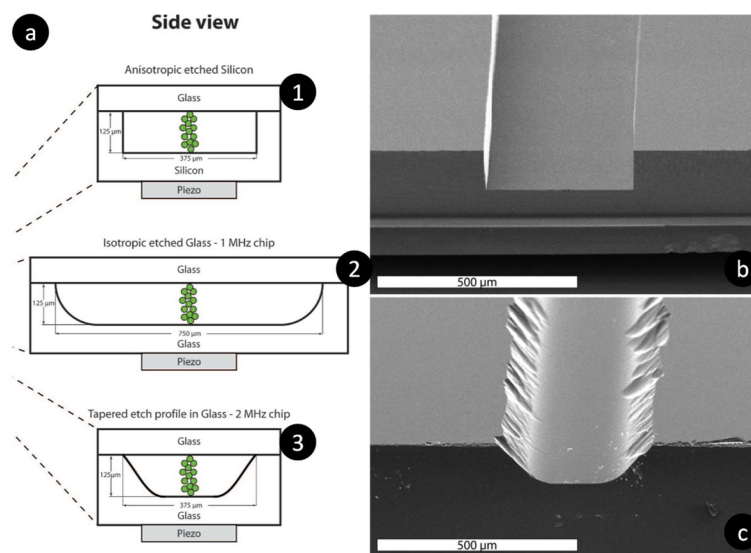 a
Side view
Anisotropic etched Silicon
1
Glass
125 µm
375 µm
Silicon
Piezo
Isotropic etched Glass - 1 MHz chip
2
Glass
125 µm
750 µm
Glass
Piezo
Tapered etch profile in Glass - 2 MHz chip
3
Glass
125 µm
375 µm
Glass
Piezo
500 µm
b
500 µm
c